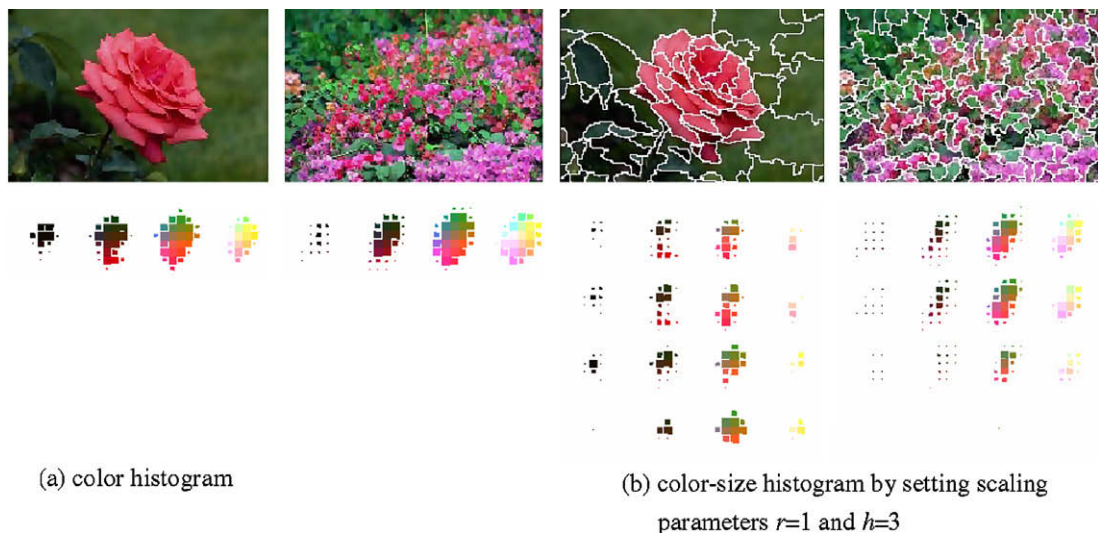 (a) color histogram
(b) color-size histogram by setting scaling
parameters r=1 and h=3